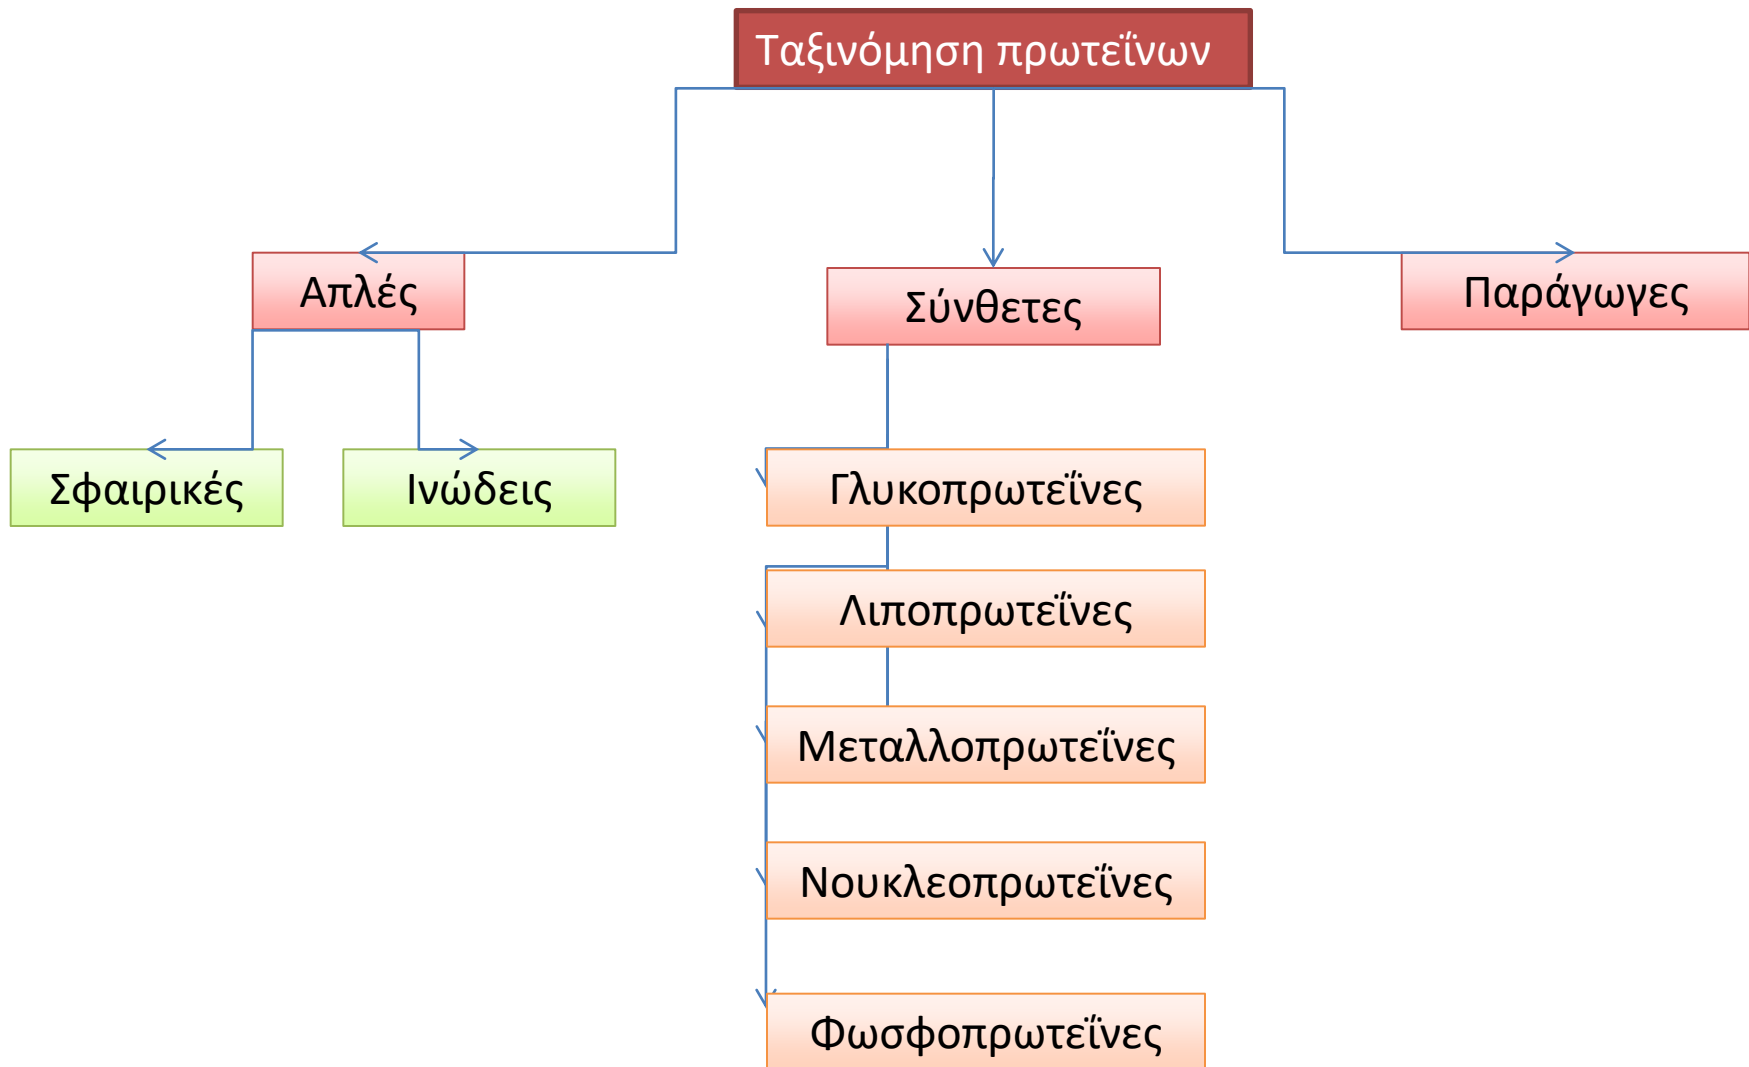 Ταξινόμηση πρωτεΐνων
Απλές
Σύνθετες
Παράγωγες
Σφαιρικές
Ινώδεις
Γλυκοπρωτεΐνες
Λιποπρωτεΐνες
Μεταλλοπρωτεΐνες
Νουκλεοπρωτεΐνες
Φωσφοπρωτεΐνες